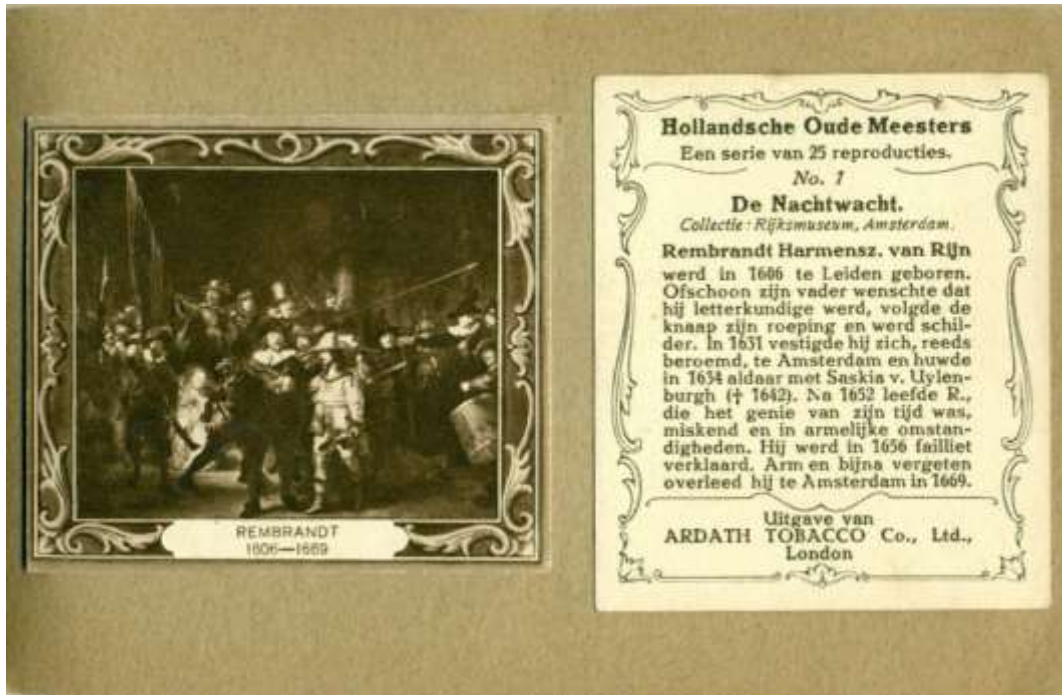 REMBRANDT
1606—1669
Hollandsche Oude Meesters
Een serie van 25 reproducties.
No. 1
De Nachtwacht.
Collectie: Rijksmuseum, Amsterdam.
Rembrandt Harmensz. van Rijn
werd in 1606 te Leiden geboren.
Ofschoon zijn vader wenschte dat
hij letterkundige werd, volgde de
knaap zijn roeping en werd schil-
der. In 1631 vestigde hij zich, reeds
beroemd, te Amsterdam en huwde
in 1634 aldaar met Saskia v. Uylen-
burgh († 1642). Na 1652 leefde R.,
die het genie van zijn tijd was,
miskend en in armelijke omstan-
digheden. Hij werd in 1656 failliet
verklaard. Arm en bijna vergeten
overleed hij te Amsterdam in 1669.
Uitgave van
ARDATH TOBACCO Co., Ltd.,
London